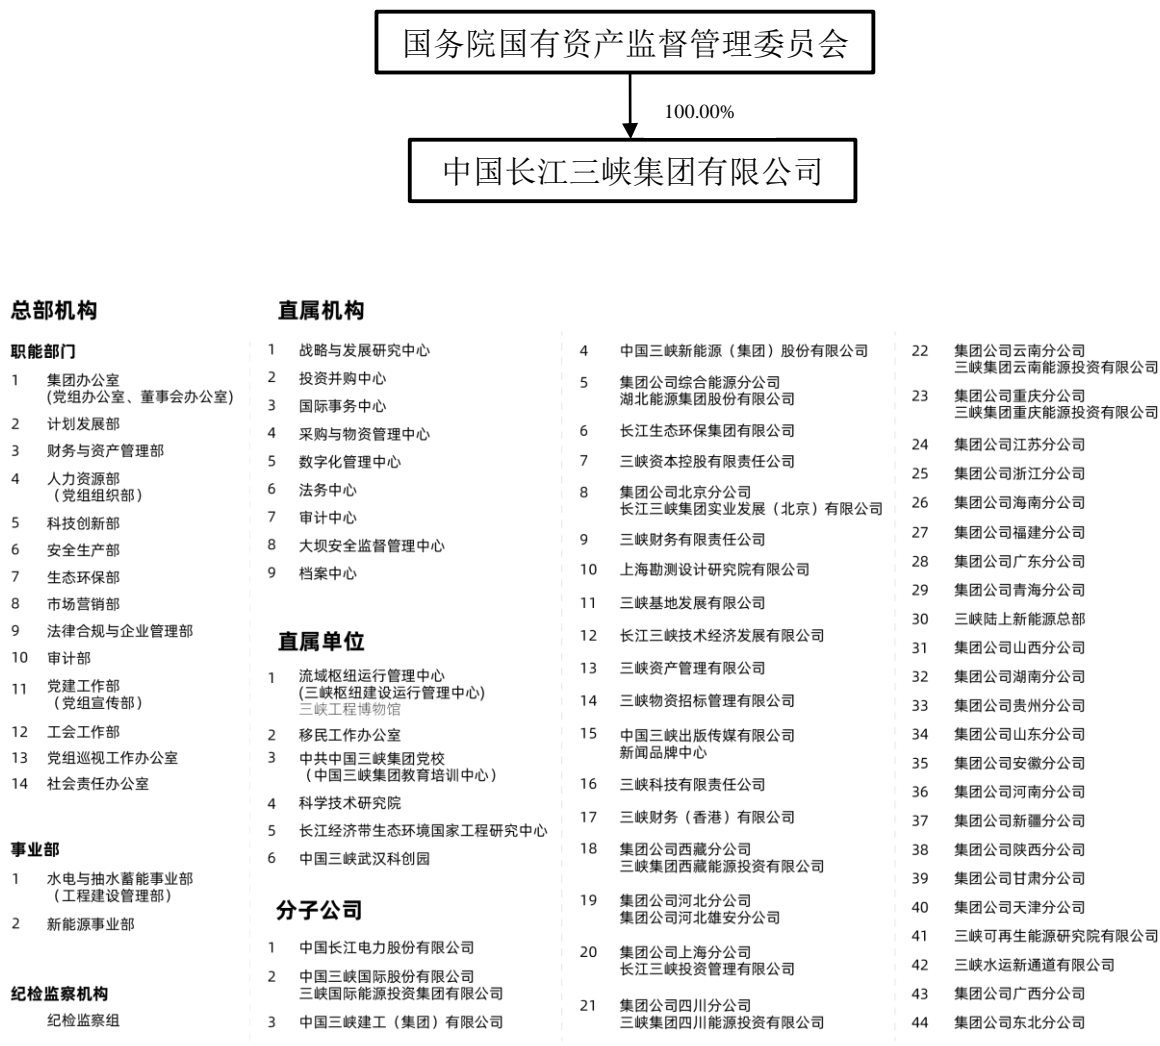 国务院国有资产监督管理委员会
100.00%
中国长江三峡集团有限公司
总部机构
职能部门
1 集团办公室
(党组办公室、董事会办公室)
2 计划发展部
3 财务与资产管理部
4 人力资源部
（党组组织部）
5 科技创新部
6 安全生产部
7 生态环保部
8 市场营销部
9 法律合规与企业管理部
10 审计部
11 党建工作部
（党组宣传部）
12 工会工作部
13 党组巡视工作办公室
14 社会责任办公室
事业部
1 水电与抽水蓄能事业部
（工程建设管理部）
2 新能源事业部
纪检监察机构
纪检监察组
直属机构
1 战略与发展研究中心
2 投资并购中心
3 国际事务中心
4 采购与物资管理中心
5 数字化管理中心
6 法务中心
7 审计中心
8 大坝安全监督管理中心
9 档案中心
直属单位
1 流域枢纽运行管理中心
(三峡枢纽建设运行管理中心)
三峡工程博物馆
2 移民工作办公室
3 中共中国三峡集团党校
（中国三峡集团教育培训中心）
4 科学技术研究院
5 长江经济带生态环境国家工程研究中心
6 中国三峡武汉科创园
分子公司
1 中国长江电力股份有限公司
2 中国三峡国际股份有限公司
三峡国际能源投资集团有限公司
3 中国三峡建工（集团）有限公司
4 中国三峡新能源（集团）股份有限公司
5 集团公司综合能源分公司
湖北能源集团股份有限公司
6 长江生态环保集团有限公司
7 三峡资本控股有限责任公司
8 集团公司北京分公司
长江三峡集团实业发展（北京）有限公司
9 三峡财务有限责任公司
10 上海勘测设计研究院有限公司
11 三峡基地发展有限公司
12 长江三峡技术经济发展有限公司
13 三峡资产管理有限公司
14 三峡物资招标管理有限公司
15 中国三峡出版传媒有限公司
新闻品牌中心
16 三峡科技有限责任公司
17 三峡财务（香港）有限公司
18 集团公司西藏分公司
三峡集团西藏能源投资有限公司
19 集团公司河北分公司
集团公司河北雄安分公司
20 集团公司上海分公司
长江三峡投资管理有限公司
21 集团公司四川分公司
三峡集团四川能源投资有限公司
22 集团公司云南分公司
三峡集团云南能源投资有限公司
23 集团公司重庆分公司
三峡集团重庆能源投资有限公司
24 集团公司江苏分公司
25 集团公司浙江分公司
26 集团公司海南分公司
27 集团公司福建分公司
28 集团公司广东分公司
29 集团公司青海分公司
30 三峡陆上新能源总部
31 集团公司山西分公司
32 集团公司湖南分公司
33 集团公司贵州分公司
34 集团公司山东分公司
35 集团公司安徽分公司
36 集团公司河南分公司
37 集团公司新疆分公司
38 集团公司陕西分公司
39 集团公司甘肃分公司
40 集团公司天津分公司
41 三峡可再生能源研究院有限公司
42 三峡水运新通道有限公司
43 集团公司广西分公司
44 集团公司东北分公司